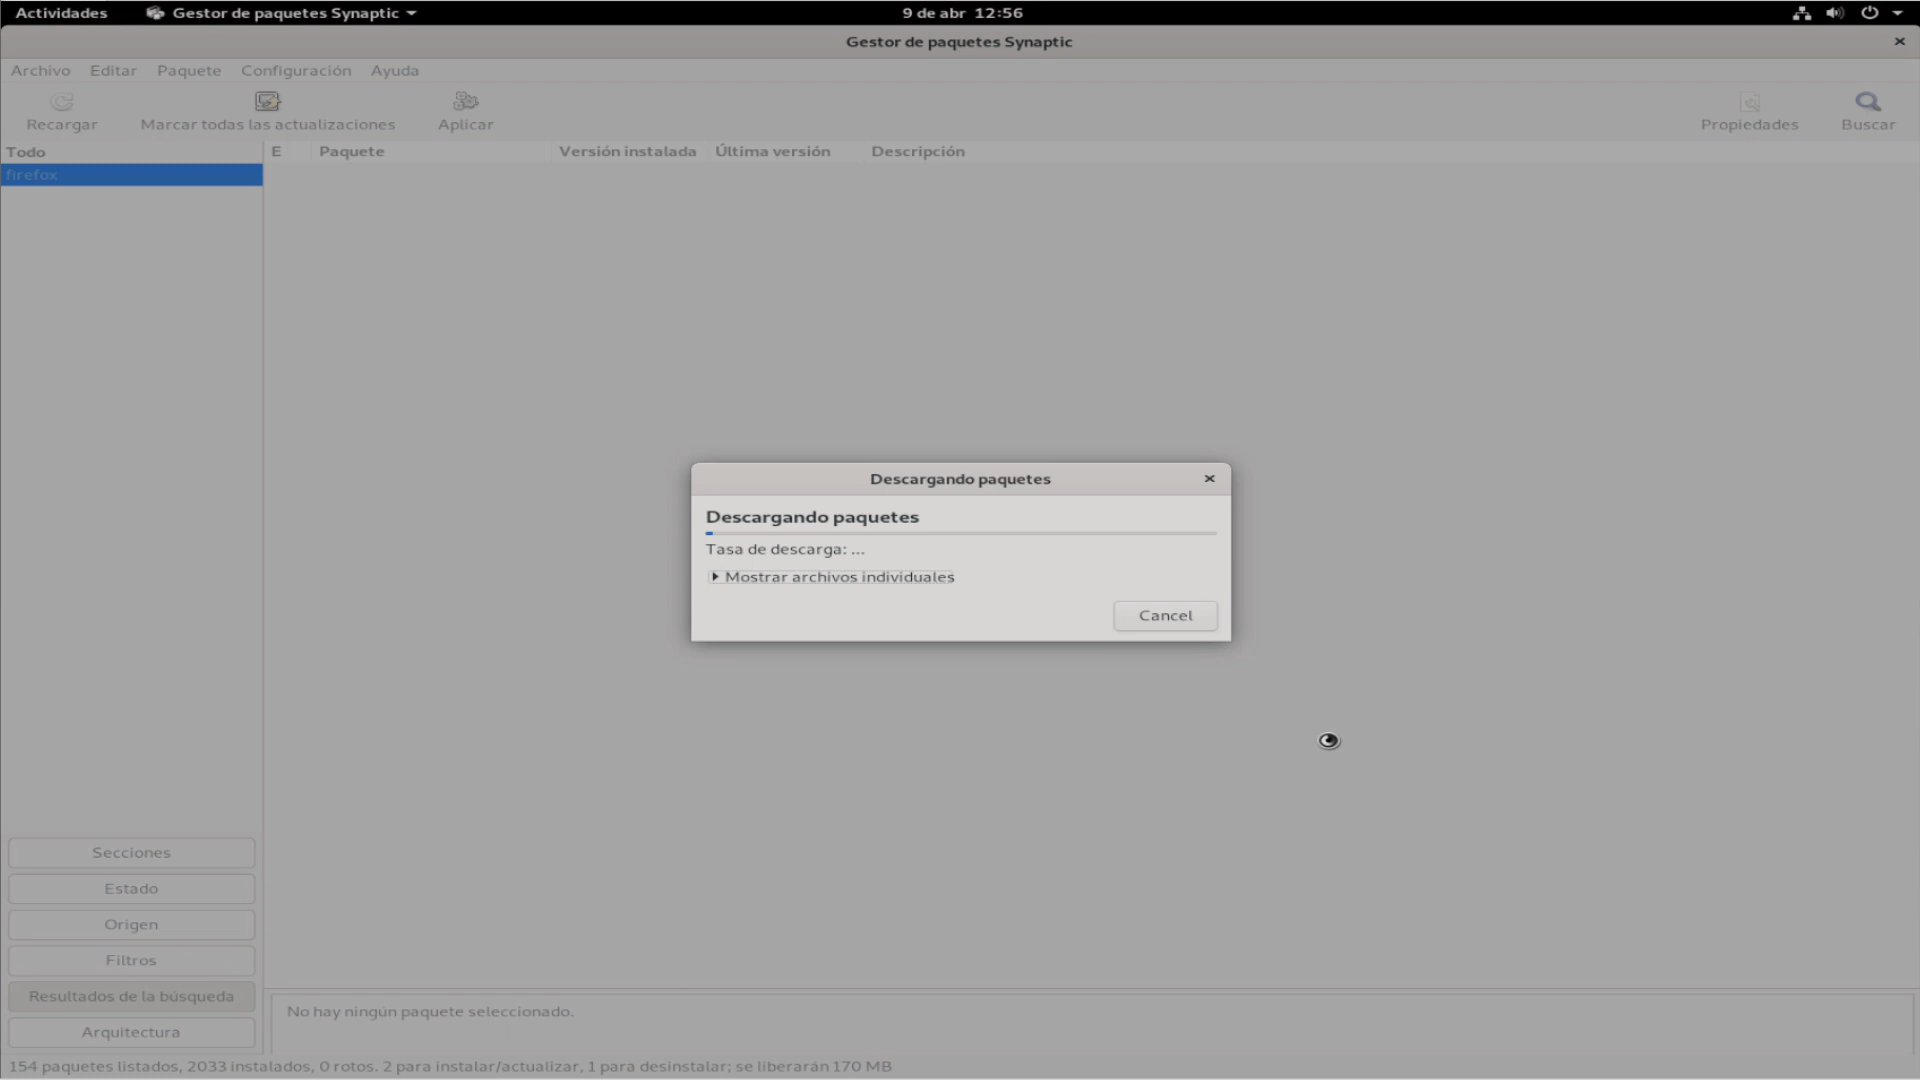 Actividades Gestor de paquetes Synaptic 9 de abr 12:56
Gestor de paquetes Synaptic
Archivo Editar Paquete Configuración Ayuda
Recargar Marcar todas las actualizaciones Aplicar Propiedades Buscar
Todo E Paquete Versión instalada Última versión Descripción
firefox
Descargando paquetes
Descargando paquetes
Tasa de descarga: ...
Mostrar archivos individuales
Cancel
Secciones
Estado
Origen
Filtros
Resultados de la búsqueda
No hay ningún paquete seleccionado.
Arquitectura
154 paquetes listados, 2033 instalados, 0 rotos. 2 para instalar/actualizar, 1 para desinstalar; se liberarán 170 MB